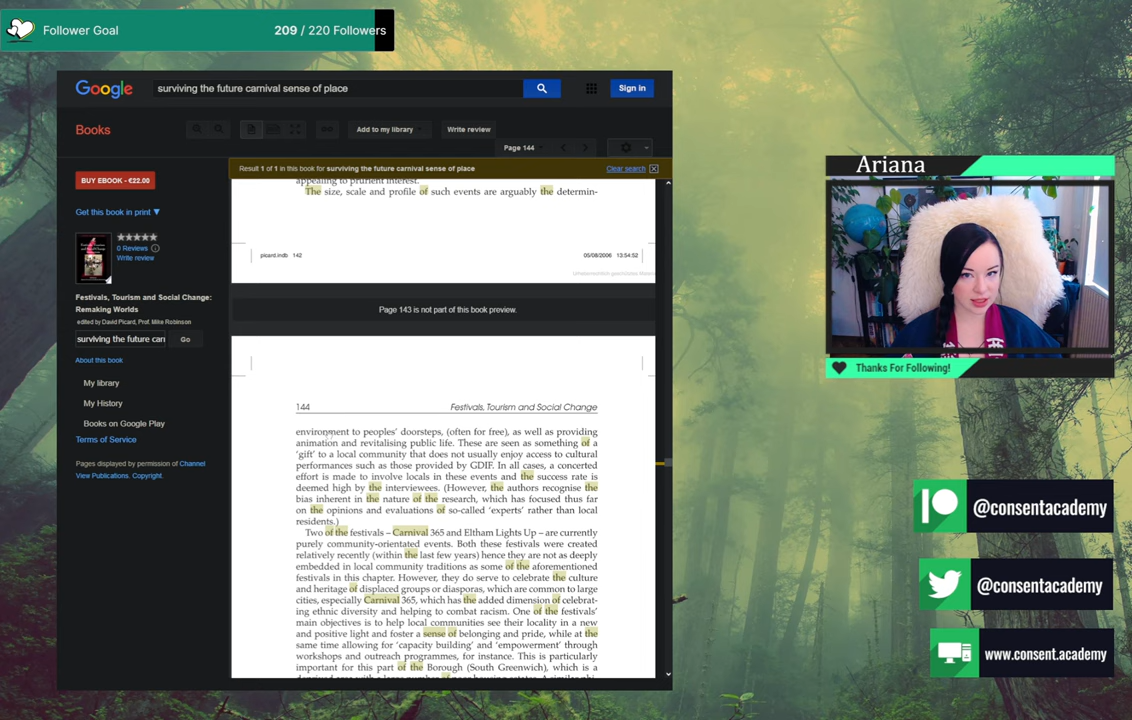 Follower Goal
209 / 220 Followers
Google
surviving the future carnival sense of place
Sign in
Books
Add to my library
Write review
Page 144
Result 1 of 1 in this book for surviving the future carnival sense of place
Clear search
BUY EBOOK - €22.00
Get this book in print ▼
0 Reviews
Write review
Festivals, Tourism and Social Change:
Remaking Worlds
edited by David Picard, Prof. Mike Robinson
surviving the future carn
Go
About this book
My library
My History
Books on Google Play
Terms of Service
Pages displayed by permission of Channel
View Publications. Copyright.
appealing to prurient interest.
The size, scale and profile of such events are arguably the determin-
picard.indb 142
05/08/2006 13:54:52
Page 143 is not part of this book preview.
144
Festivals, Tourism and Social Change
environment to peoples' doorsteps, (often for free), as well as providing
animation and revitalising public life. These are seen as something of a
'gift' to a local community that does not usually enjoy access to cultural
performances such as those provided by GDIF. In all cases, a concerted
effort is made to involve locals in these events and the success rate is
deemed high by the interviewees. (However, the authors recognise the
bias inherent in the nature of the research, which has focused thus far
on the opinions and evaluations of so-called 'experts' rather than local
residents.)
Two of the festivals – Carnival 365 and Eltham Lights Up – are currently
purely community-orientated events. Both these festivals were created
relatively recently (within the last few years) hence they are not as deeply
embedded in local community traditions as some of the aforementioned
festivals in this chapter. However, they do serve to celebrate the culture
and heritage of displaced groups or diasporas, which are common to large
cities, especially Carnival 365, which has the added dimension of celebrat-
ing ethnic diversity and helping to combat racism. One of the festivals'
main objectives is to help local communities see their locality in a new
and positive light and foster a sense of belonging and pride, while at the
same time allowing for 'capacity building' and 'empowerment' through
workshops and outreach programmes, for instance. This is particularly
important for this part of the Borough (South Greenwich), which is a
Ariana
Thanks For Following!
@consentacademy
@consentacademy
www.consent.academy